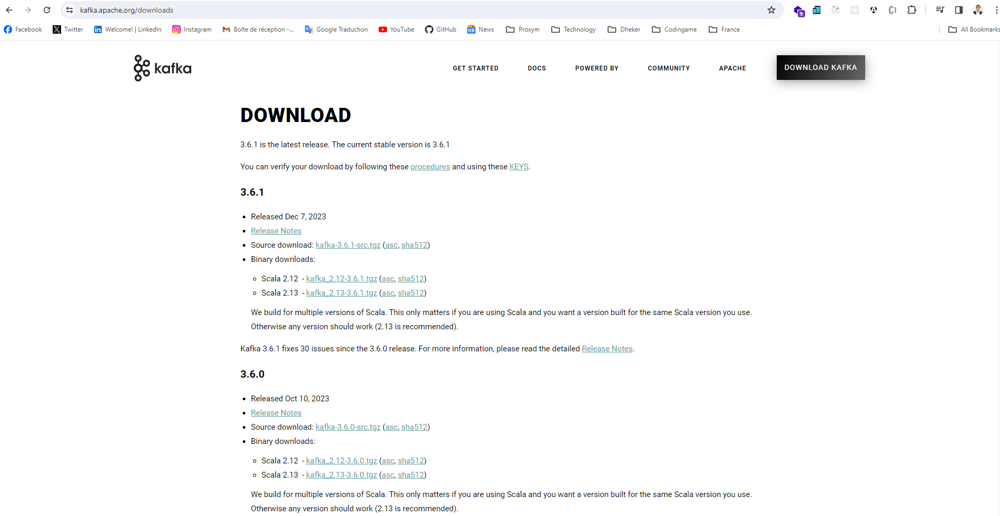 kafka.apache.org/downloads
9
Facebook Twitter Welcome! | LinkedIn Instagram Boîte de réception -... Google Traduction YouTube GitHub News Proxym Technology Dheker Codingame France All Bookmarks
kafka GET STARTED DOCS POWERED BY COMMUNITY APACHE DOWNLOAD KAFKA
DOWNLOAD
3.6.1 is the latest release. The current stable version is 3.6.1
You can verify your download by following these procedures and using these KEYS.
3.6.1
Released Dec 7, 2023
Release Notes
Source download: kafka-3.6.1-src.tgz (asc, sha512)
Binary downloads:
Scala 2.12 - kafka_2.12-3.6.1.tgz (asc, sha512)
Scala 2.13 - kafka_2.13-3.6.1.tgz (asc, sha512)
We build for multiple versions of Scala. This only matters if you are using Scala and you want a version built for the same Scala version you use.
Otherwise any version should work (2.13 is recommended).
Kafka 3.6.1 fixes 30 issues since the 3.6.0 release. For more information, please read the detailed Release Notes.
3.6.0
Released Oct 10, 2023
Release Notes
Source download: kafka-3.6.0-src.tgz (asc, sha512)
Binary downloads:
Scala 2.12 - kafka_2.12-3.6.0.tgz (asc, sha512)
Scala 2.13 - kafka_2.13-3.6.0.tgz (asc, sha512)
We build for multiple versions of Scala. This only matters if you are using Scala and you want a version built for the same Scala version you use.
Otherwise any version should work (2.13 is recommended).